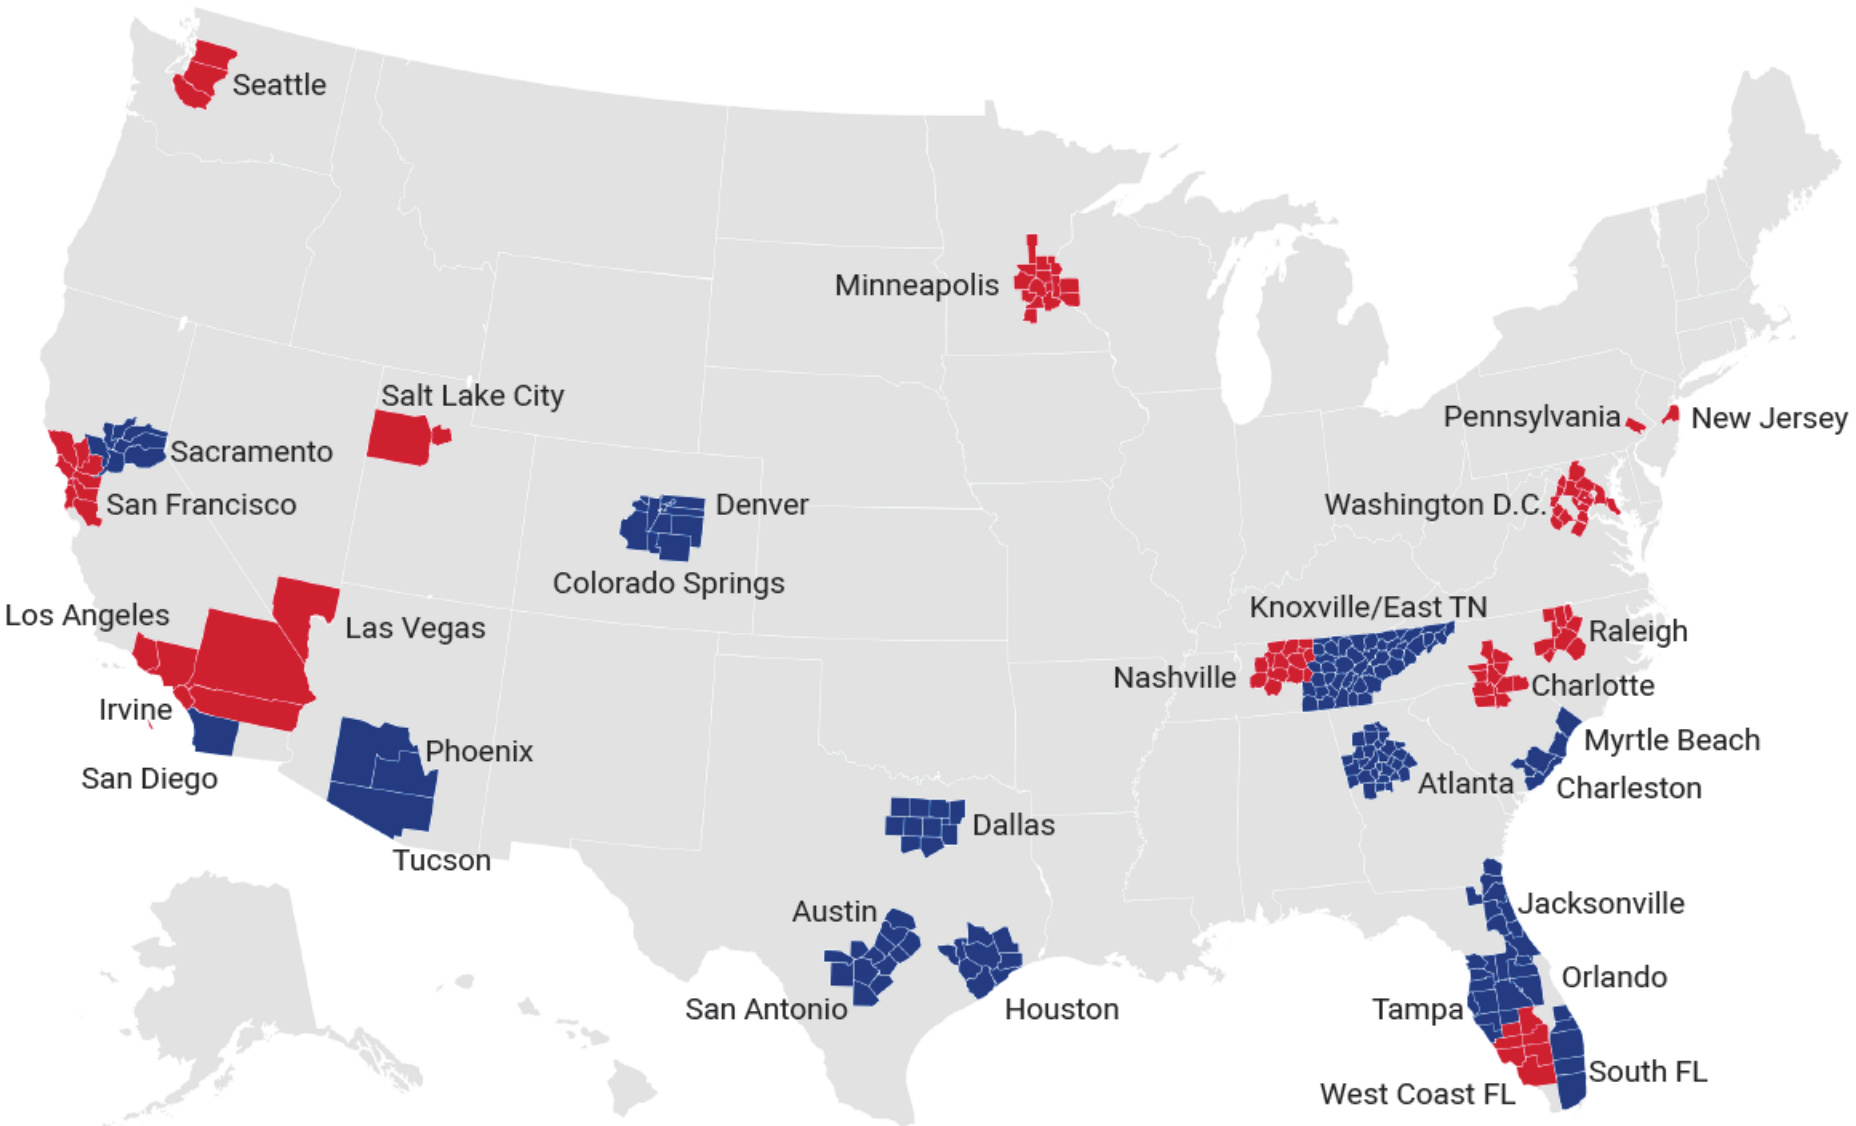 Seattle
Minneapolis
Salt Lake City
Pennsylvania
New Jersey
Sacramento
San Francisco
Denver
Washington D.C.
Colorado Springs
Los Angeles
Las Vegas
Knoxville/East TN
Raleigh
Nashville
Charlotte
Irvine
Phoenix
Myrtle Beach
San Diego
Atlanta
Charleston
Dallas
Tucson
Austin
Jacksonville
Orlando
San Antonio
Houston
Tampa
South FL
West Coast FL